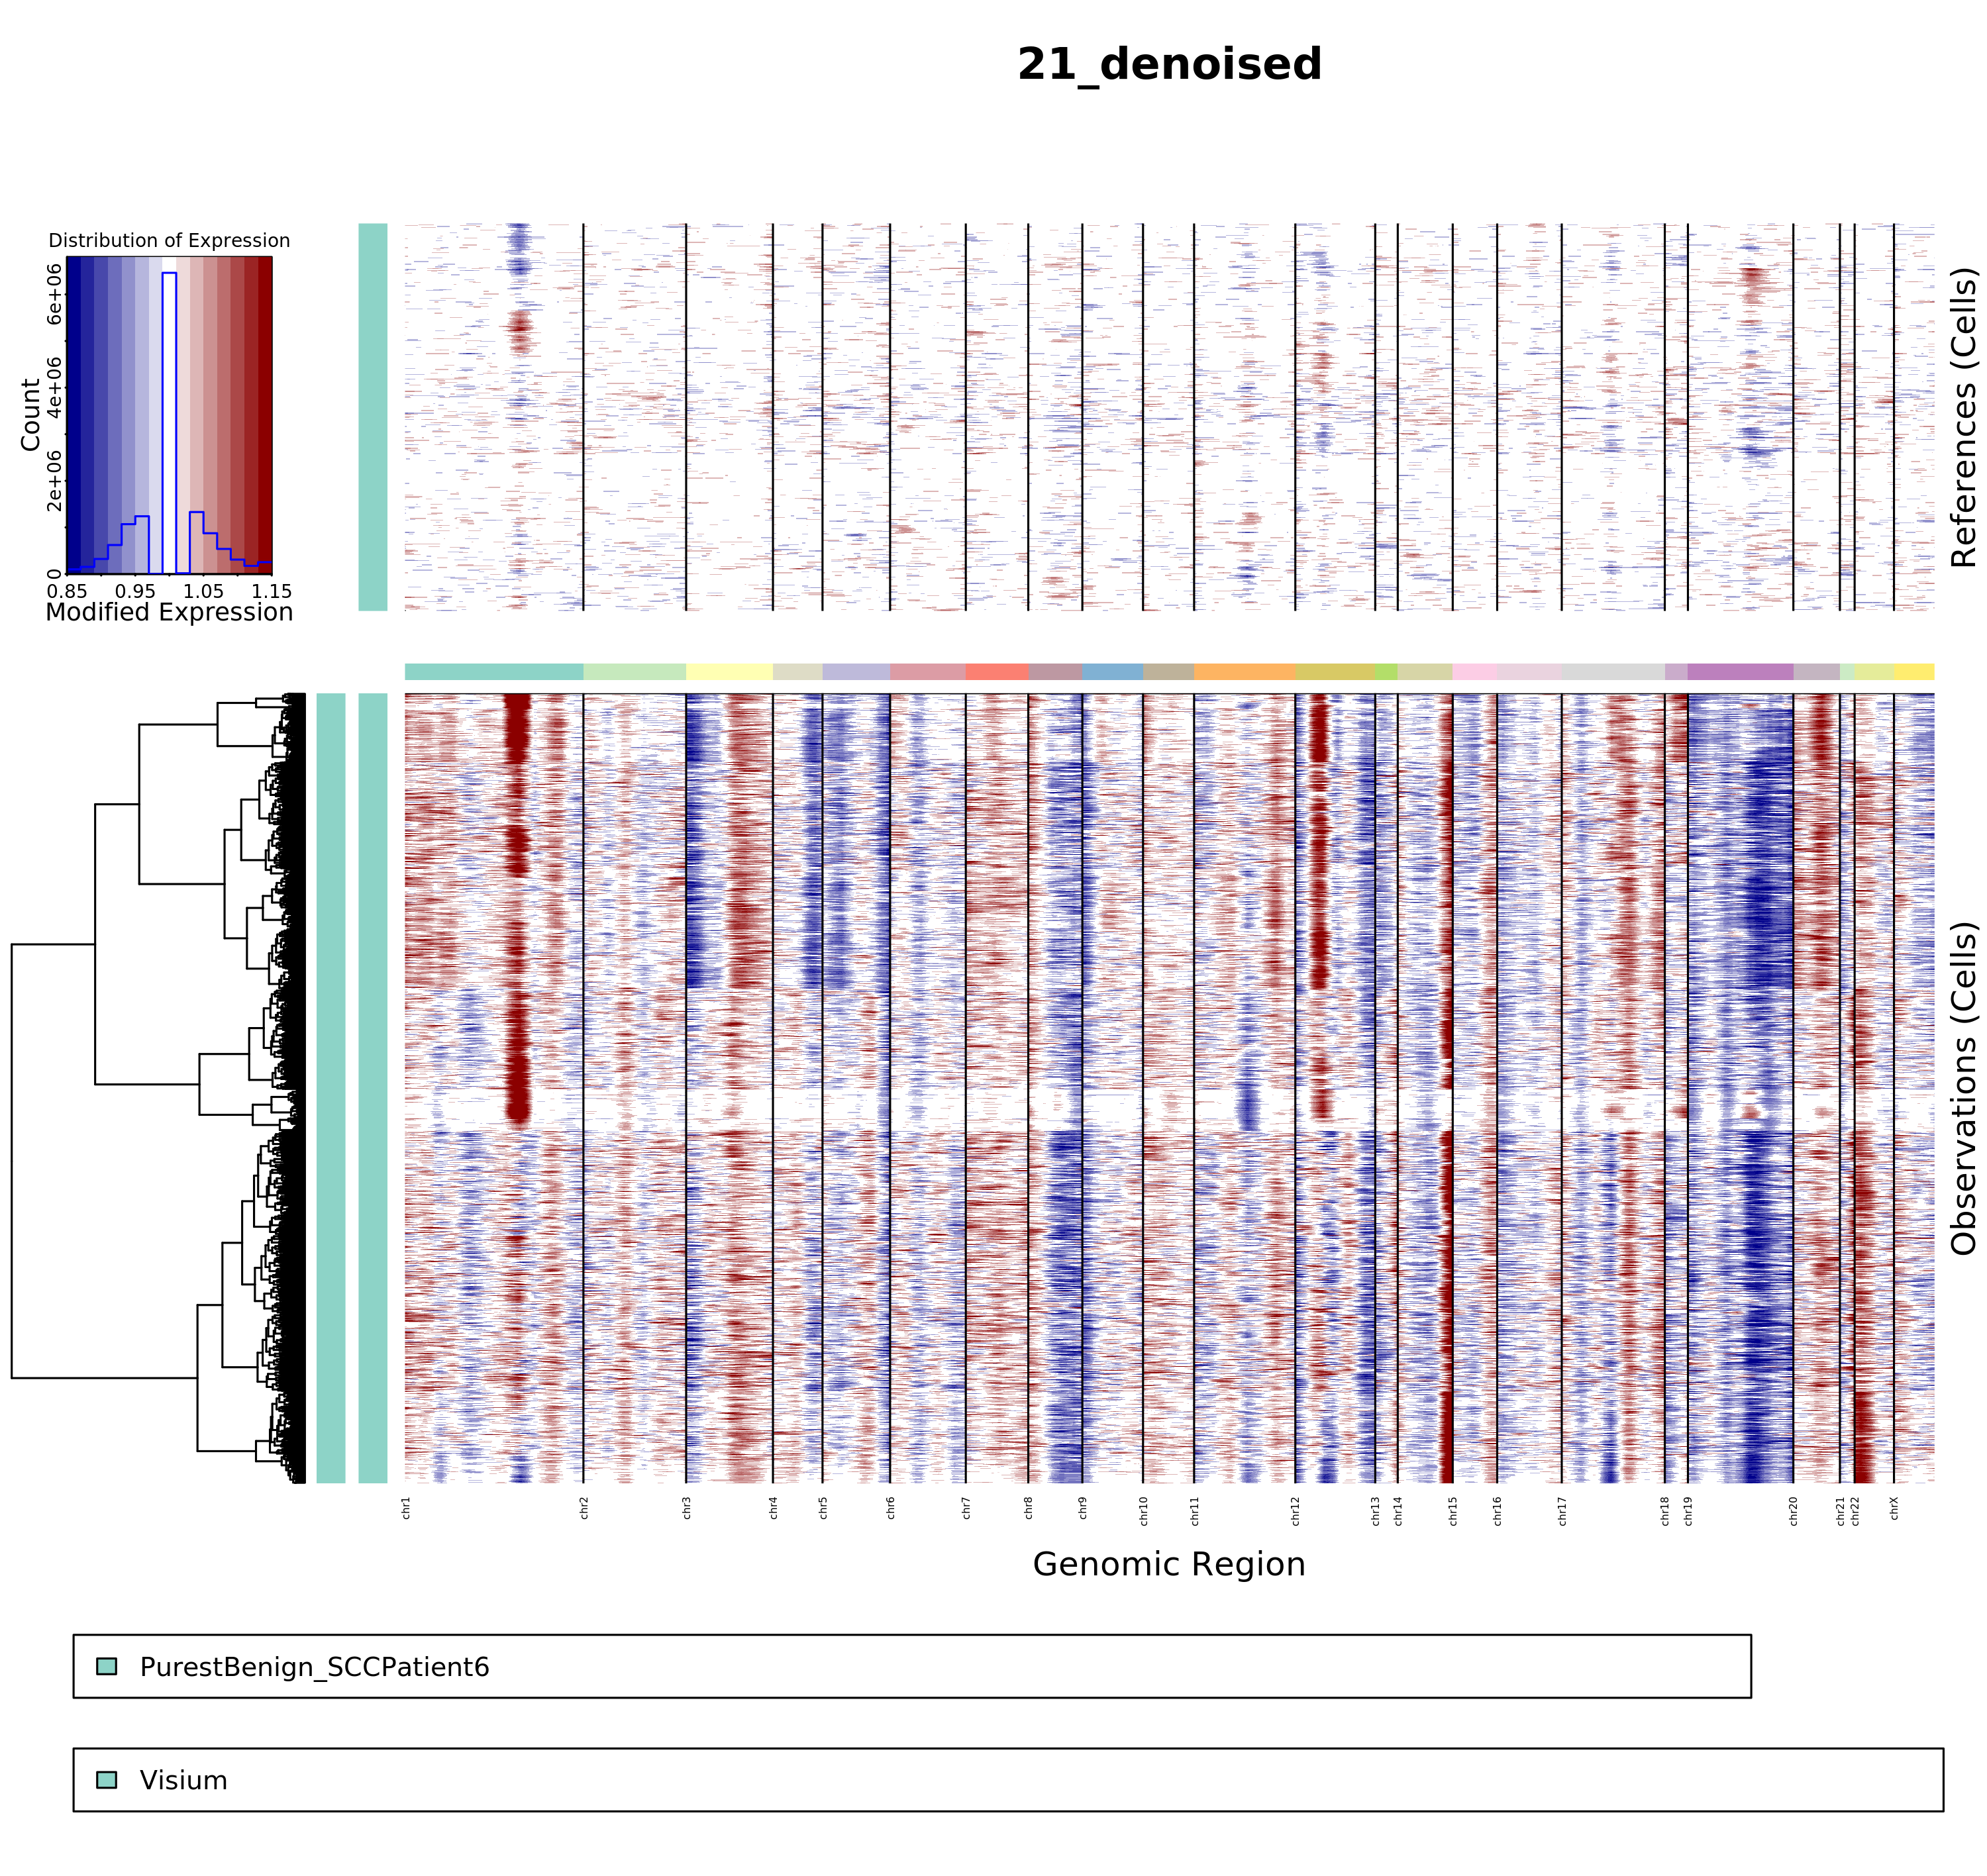 21_denoised
Distribution of Expression
Count
0
2e+06
4e+06
6e+06
0.85 0.95 1.05 1.15
Modified Expression
References (Cells)
Observations (Cells)
chr1 chr2 chr3 chr4 chr5 chr6 chr7 chr8 chr9 chr10 chr11 chr12 chr13 chr14 chr15 chr16 chr17 chr18 chr19 chr20 chr21 chr22 chrX
Genomic Region
PurestBenign_SCCPatient6
Visium